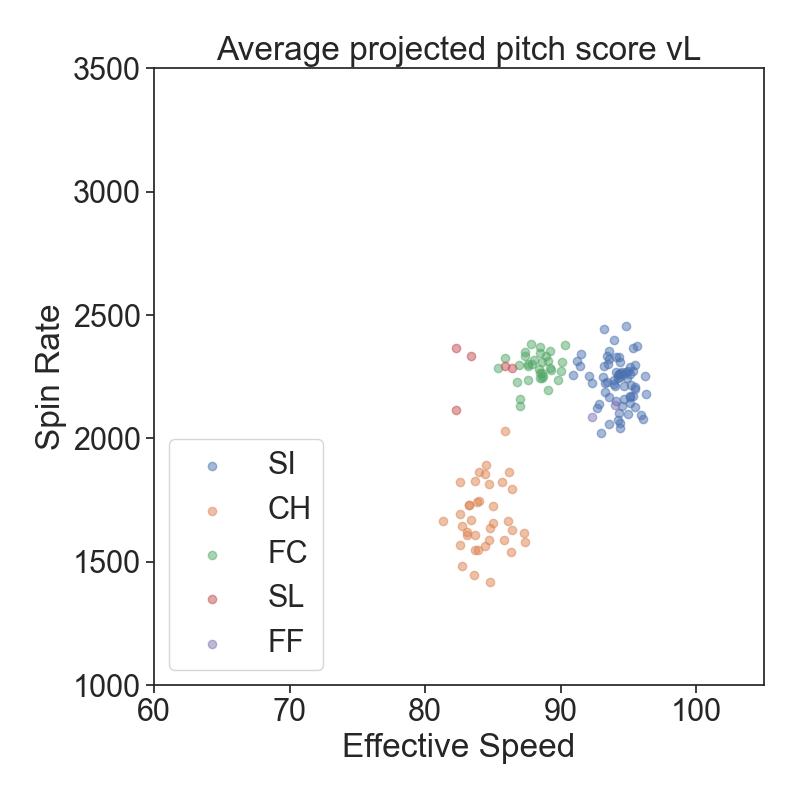 Average projected pitch score vL
3500
3000
2500
2000
1500
1000
Spin Rate
SI
CH
FC
SL
FF
60 70 80 90 100
Effective Speed